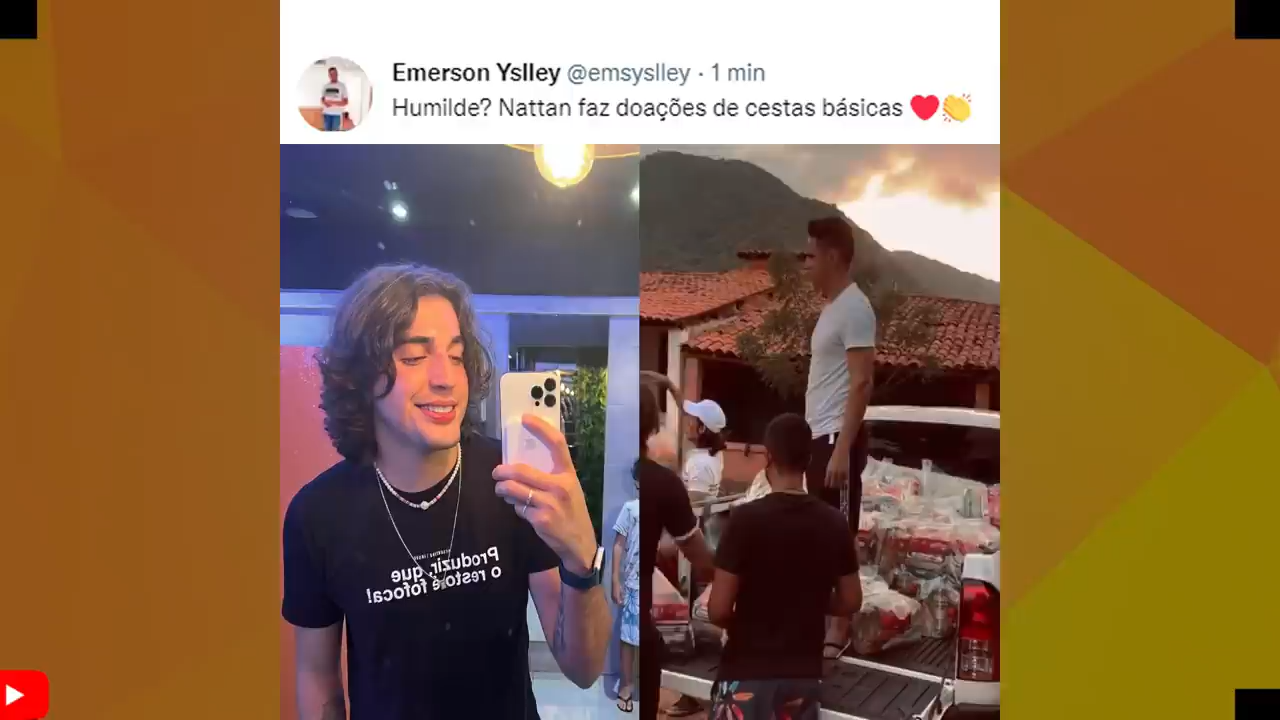 Emerson Yslley @emsyslley · 1 min
Humilde? Nattan faz doações de cestas básicas ❤️👏
Produzir, que
o resto é fofoca!